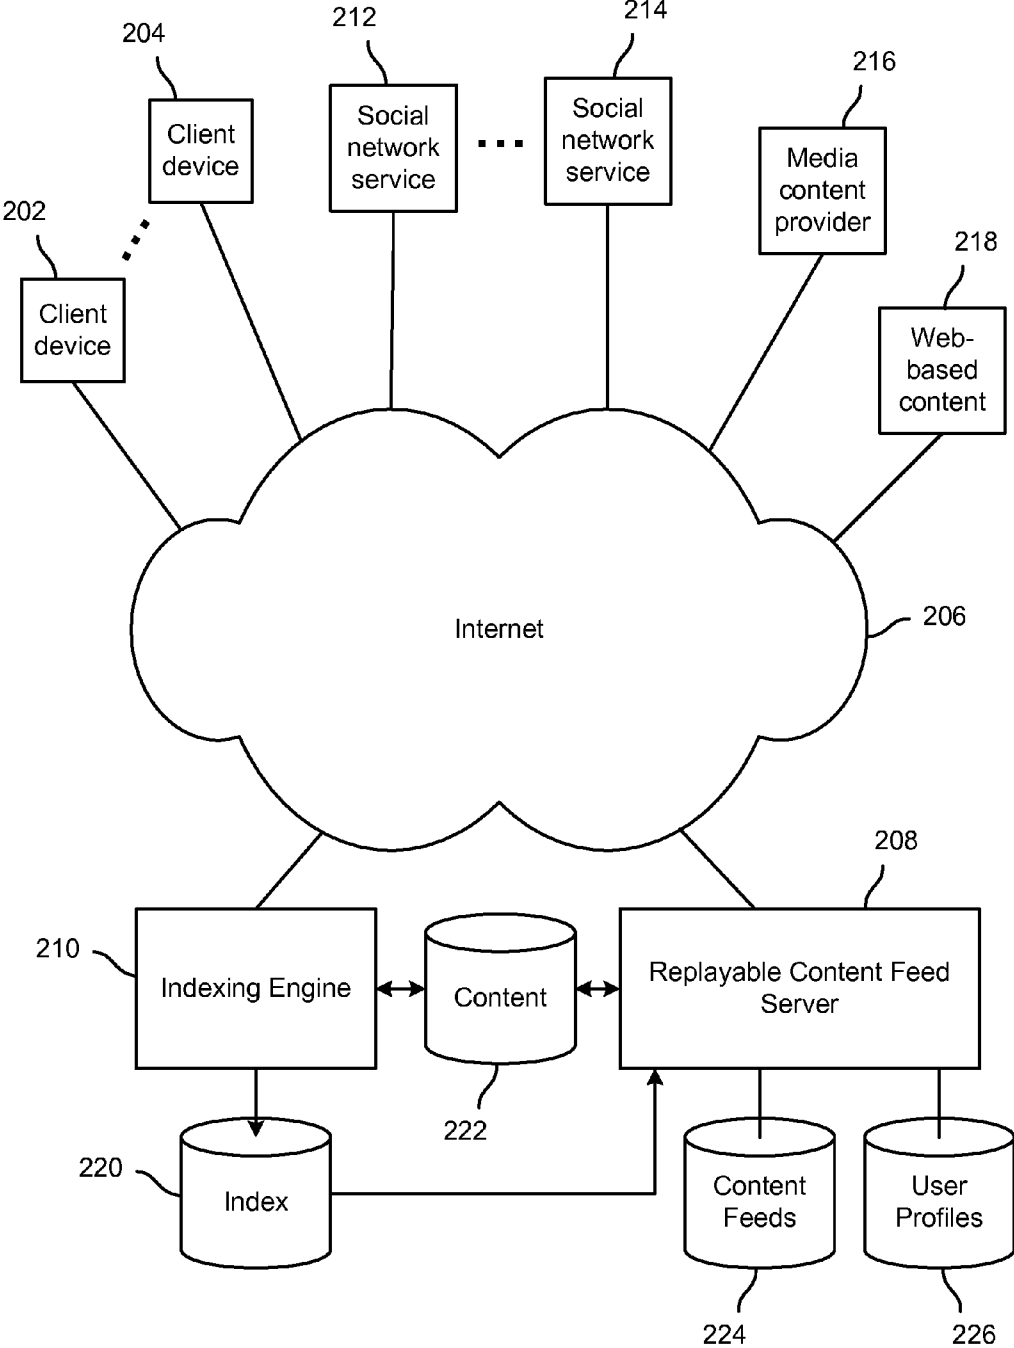 204
Client
device
212
Social
network
service
214
Social
network
service
216
Media
content
provider
202
Client
device
218
Web-
based
content
Internet
206
210
Indexing Engine
Content
222
208
Replayable Content Feed
Server
220
Index
Content
Feeds
224
User
Profiles
226